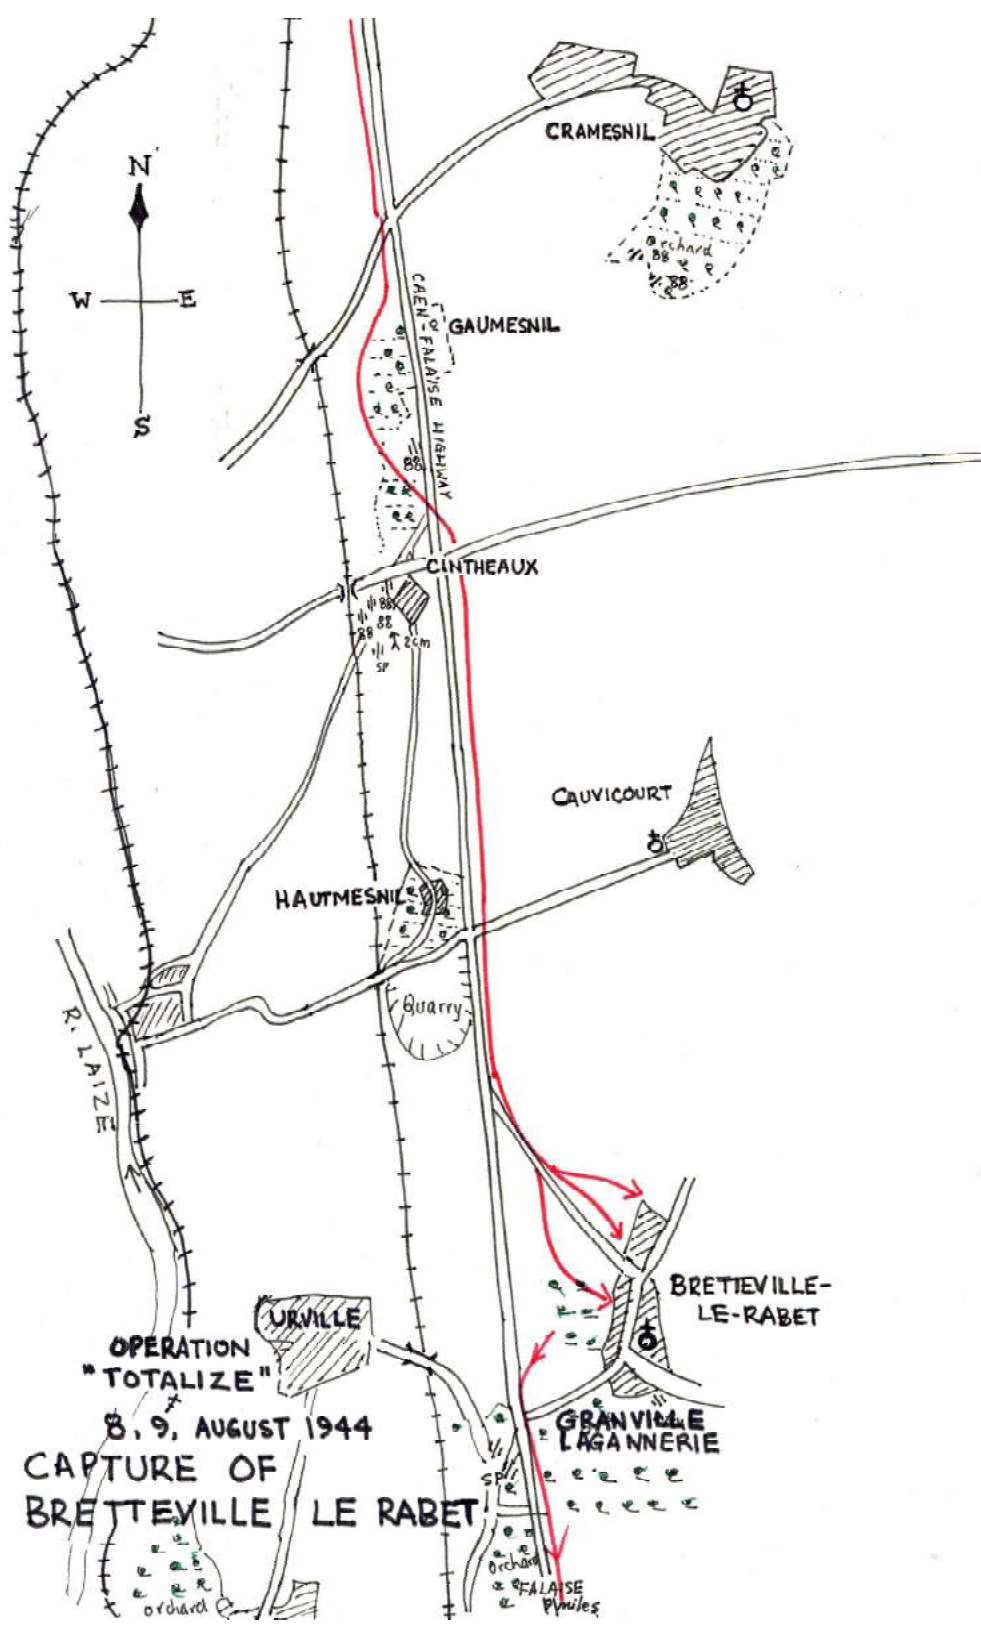 N
W E
S
CRAMESNIL
orchard
88
88
GAUMESNIL
CAEN-FALAISE HIGHWAY
88
CINTHEAUX
88
88
88
2cm
SP
CAUVICOURT
HAUTMESNIL
Quarry
R. LAIZE
BRETTEVILLE-
LE-RABET
URVILLE
OPERATION
"TOTALIZE"
8, 9, AUGUST 1944
CAPTURE OF
BRETTEVILLE LE RABET
GRANVILLE
LAGANNERIE
SP
orchard
FALAISE
miles
orchard